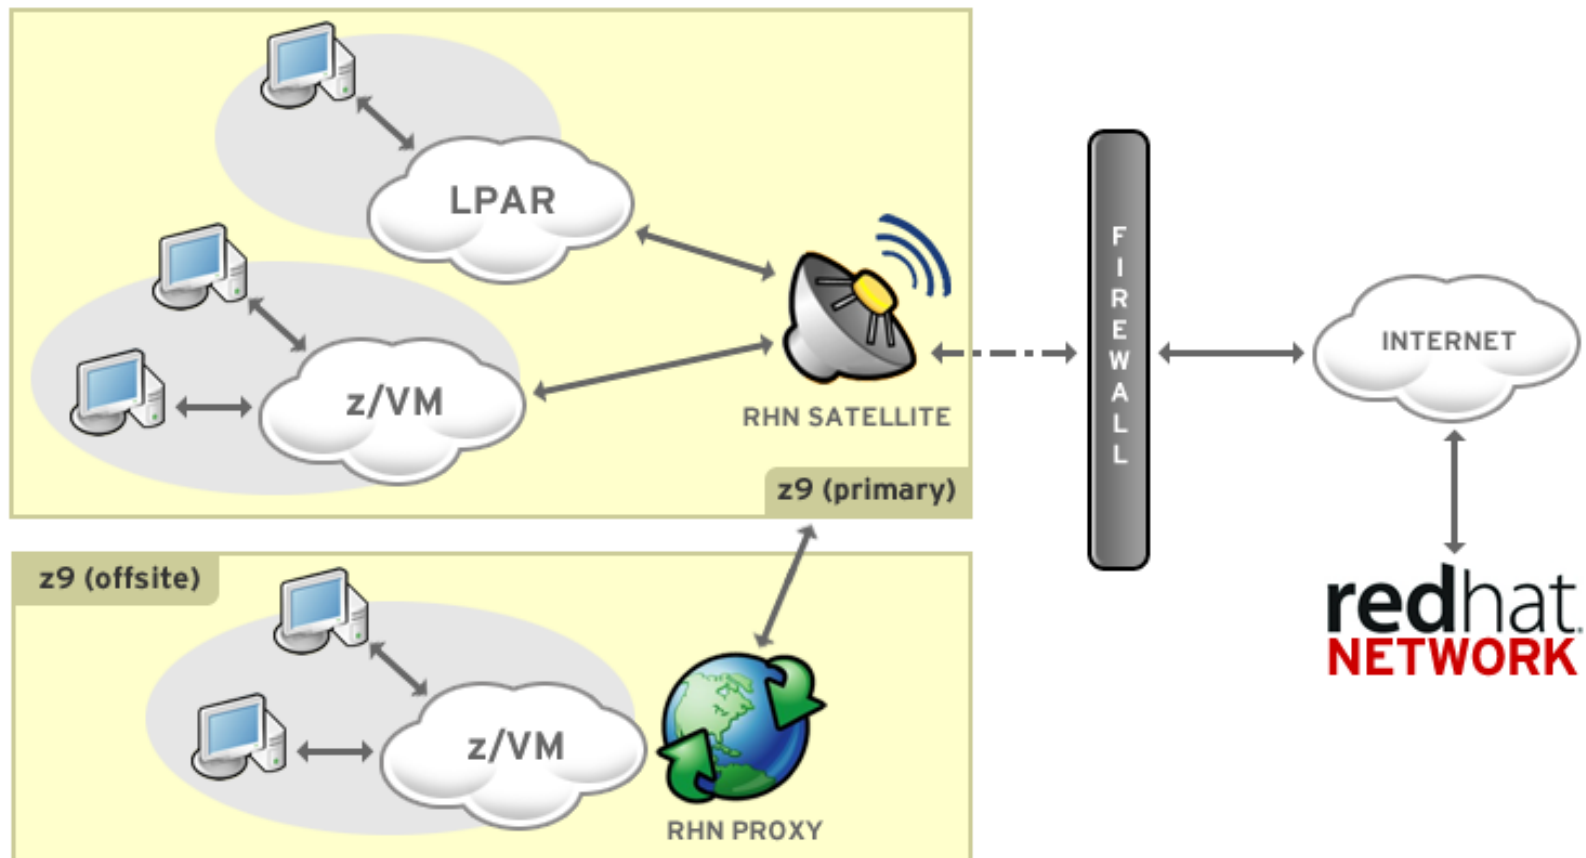 LPAR
z/VM
RHN SATELLITE
z9 (primary)
FIREWALL
INTERNET
redhat.
NETWORK
z9 (offsite)
z/VM
RHN PROXY